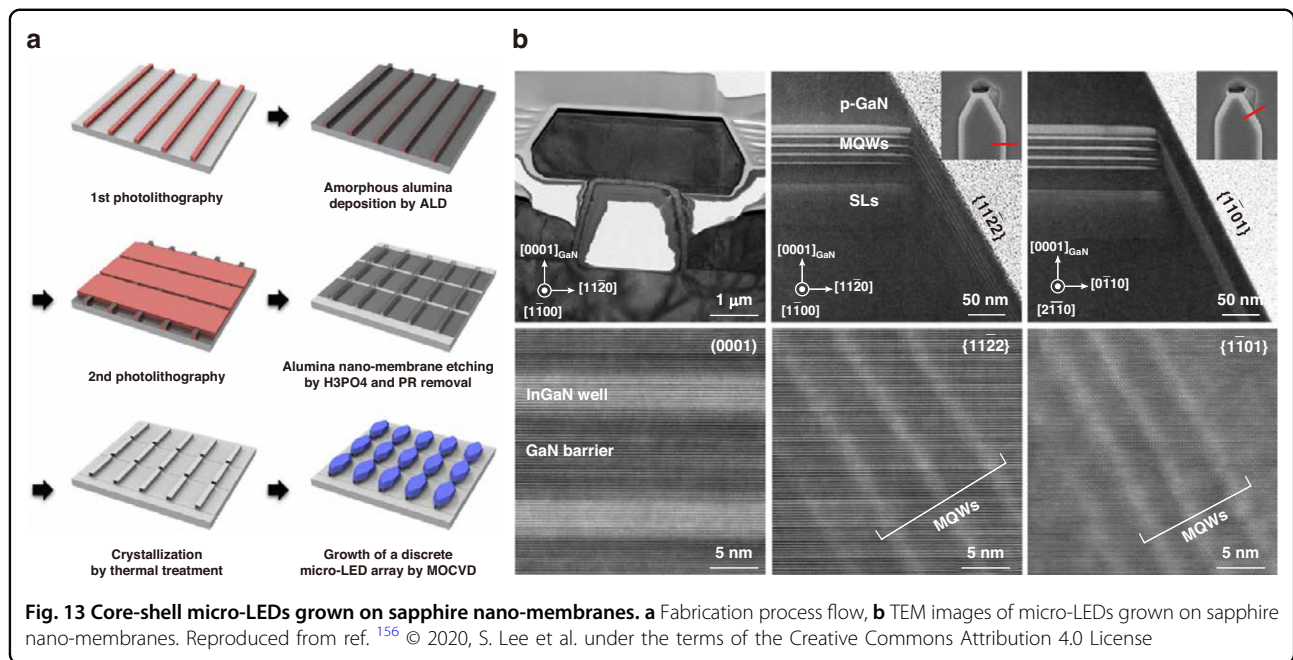 a
1st photolithography
Amorphous alumina
deposition by ALD
2nd photolithography
Alumina nano-membrane etching
by H3PO4 and PR removal
Crystallization
by thermal treatment
Growth of a discrete
micro-LED array by MOCVD
b
[0001]GaN
[112̄0]
[11̄00]
1 μm
p-GaN
MQWs
SLs
{112̄2}
[0001]GaN
[112̄0]
[11̄00]
50 nm
{11̄01}
[0001]GaN
[01̄10]
[21̄1̄0]
50 nm
(0001)
InGaN well
GaN barrier
5 nm
{112̄2}
MQWs
5 nm
{11̄01}
MQWs
5 nm
Fig. 13 Core-shell micro-LEDs grown on sapphire nano-membranes. a Fabrication process flow, b TEM images of micro-LEDs grown on sapphire
nano-membranes. Reproduced from ref. 156 © 2020, S. Lee et al. under the terms of the Creative Commons Attribution 4.0 License